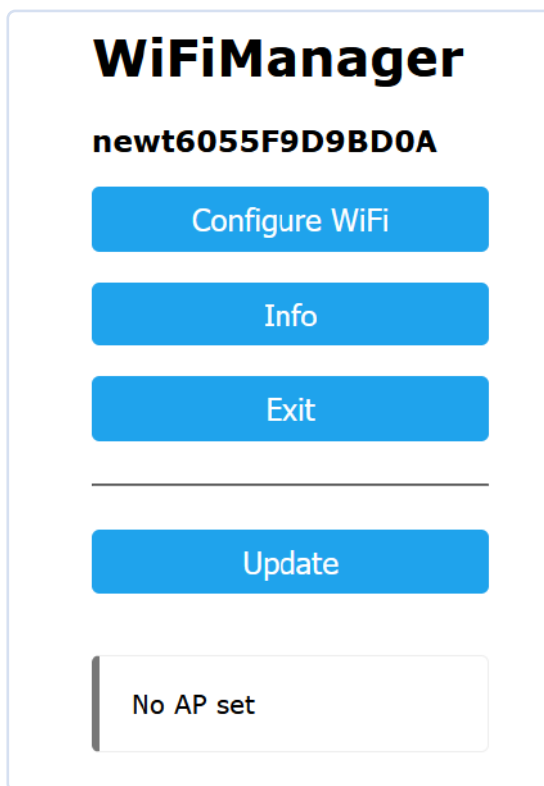 WiFiManager
newt6055F9D9BD0A
Configure WiFi
Info
Exit
Update
No AP set